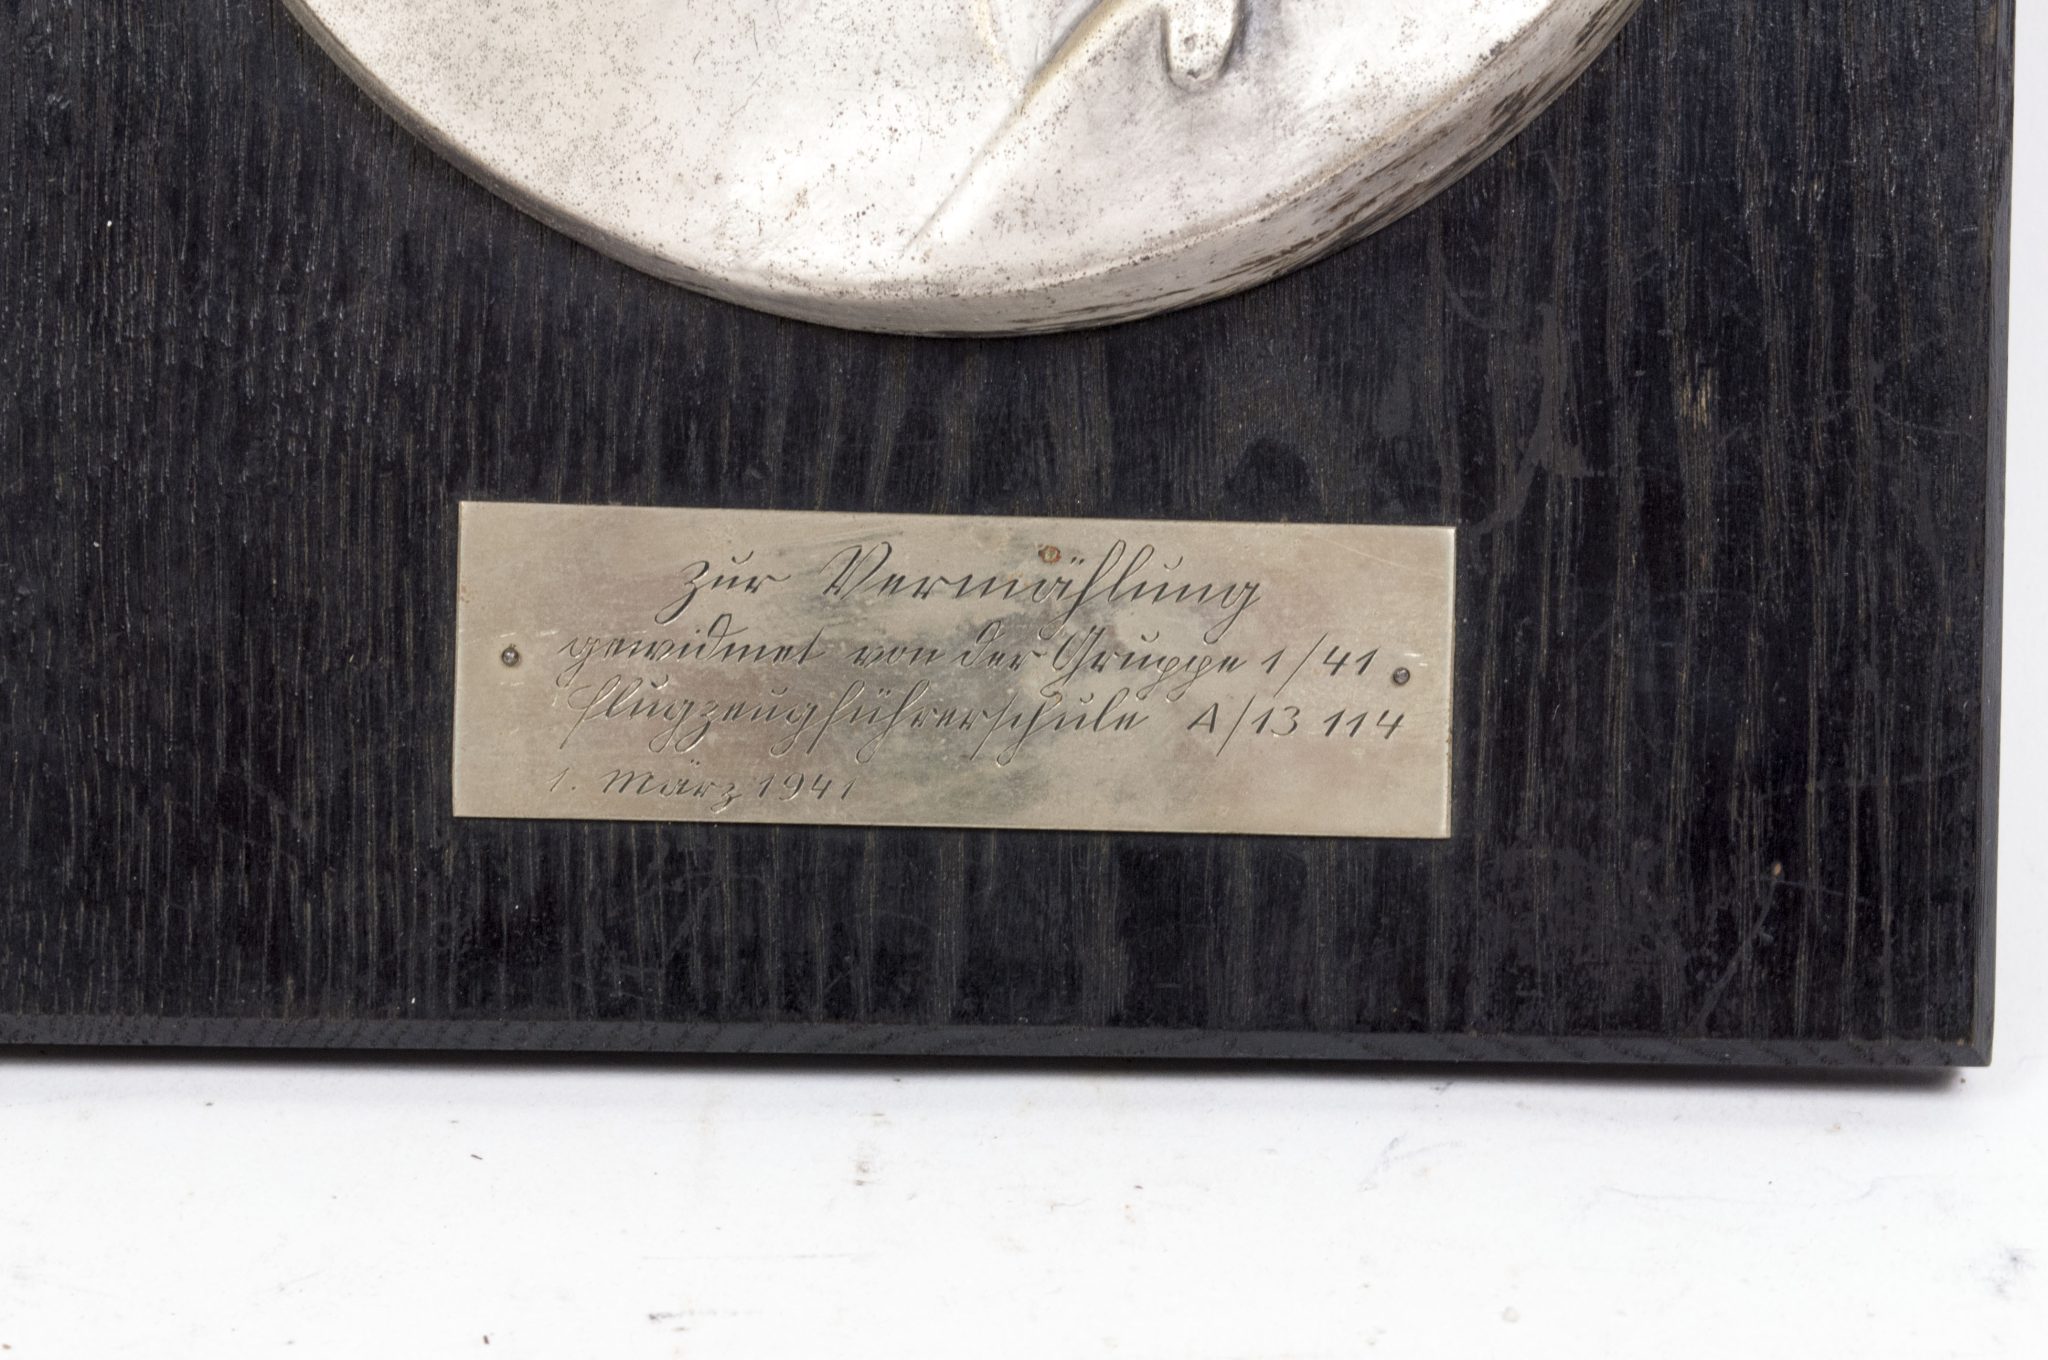 zur Vermählung
gewidmet von der Gruppe 1/41
Flugzeugführerschule A/13 114
1. März 1941